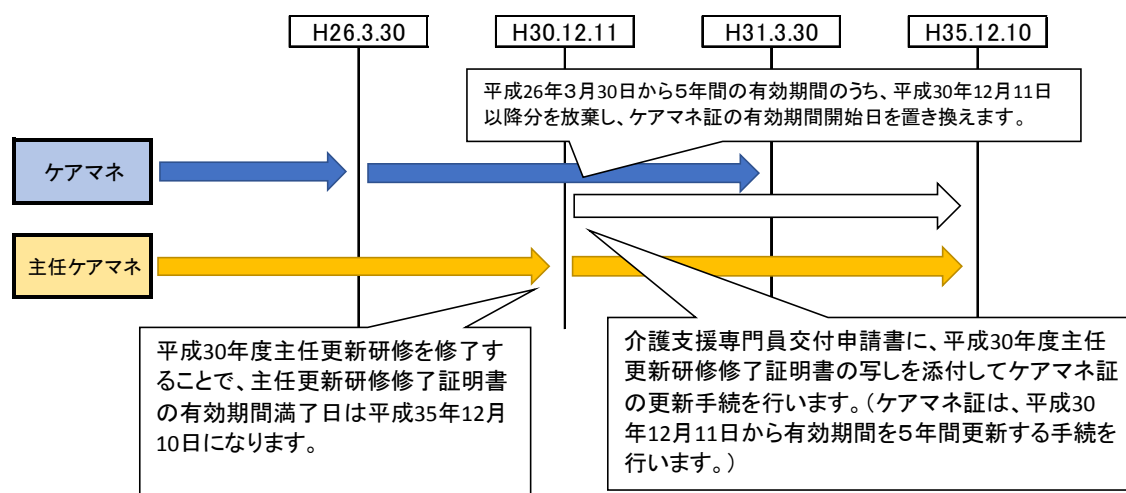 H26.3.30
H30.12.11
H31.3.30
H35.12.10
平成26年３月30日から５年間の有効期間のうち、平成30年12月11日
以降分を放棄し、ケアマネ証の有効期間開始日を置き換えます。
ケアマネ
主任ケアマネ
平成30年度主任更新研修を修了す
ることで、主任更新研修修了証明書
の有効期間満了日は平成35年12月
10日になります。
介護支援専門員交付申請書に、平成30年度主任
更新研修修了証明書の写しを添付してケアマネ証
の更新手続を行います。（ケアマネ証は、平成30
年12月11日から有効期間を５年間更新する手続を
行います。）